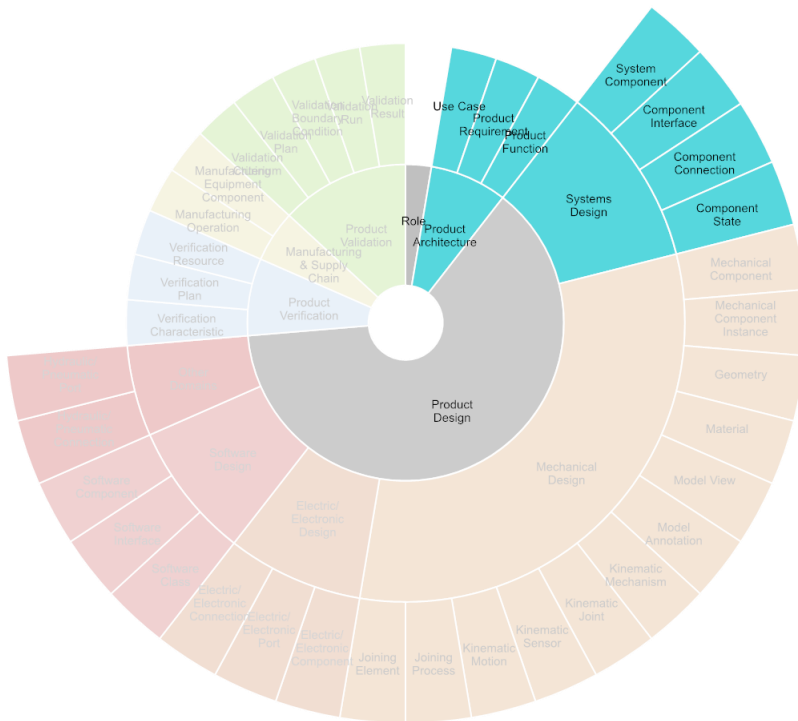 Role
Product
Architecture
Use Case
Product
Requirement
Product
Function
Product
Design
Systems
Design
System
Component
Component
Interface
Component
Connection
Component
State
Mechanical
Design
Mechanical
Component
Mechanical
Component
Instance
Geometry
Material
Model View
Model
Annotation
Kinematic
Mechanism
Kinematic
Joint
Kinematic
Sensor
Kinematic
Motion
Joining
Process
Joining
Element
Electric/
Electronic
Design
Electric/
Electronic
Component
Electric/
Electronic
Port
Electric/
Electronic
Connection
Software
Design
Software
Software
Component
Product
Verification
Verification
Characteristic
Verification
Plan
Verification
Resource
Manufacturing
& Supply
Chain
Manufacturing
Operation
Manufacturing
Equipment
Component
Product
Validation
Validation
Criterion
Validation
Plan
Validation
Boundary
Condition
Validation
Run
Validation
Result